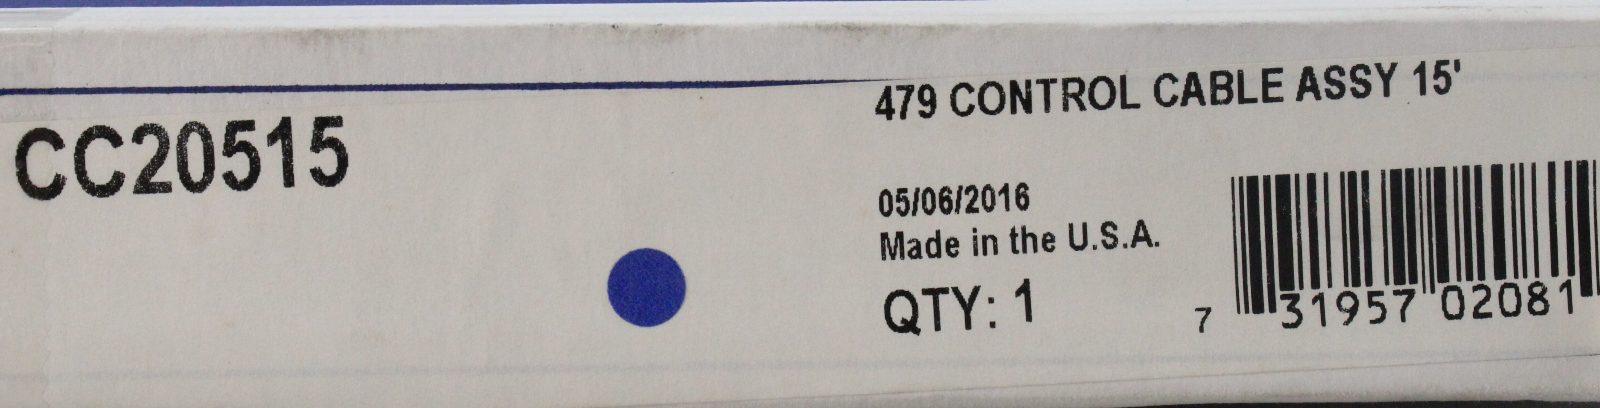 CC20515
479 CONTROL CABLE ASSY 15'
05/06/2016
Made in the U.S.A.
QTY: 1
7 31957 02081